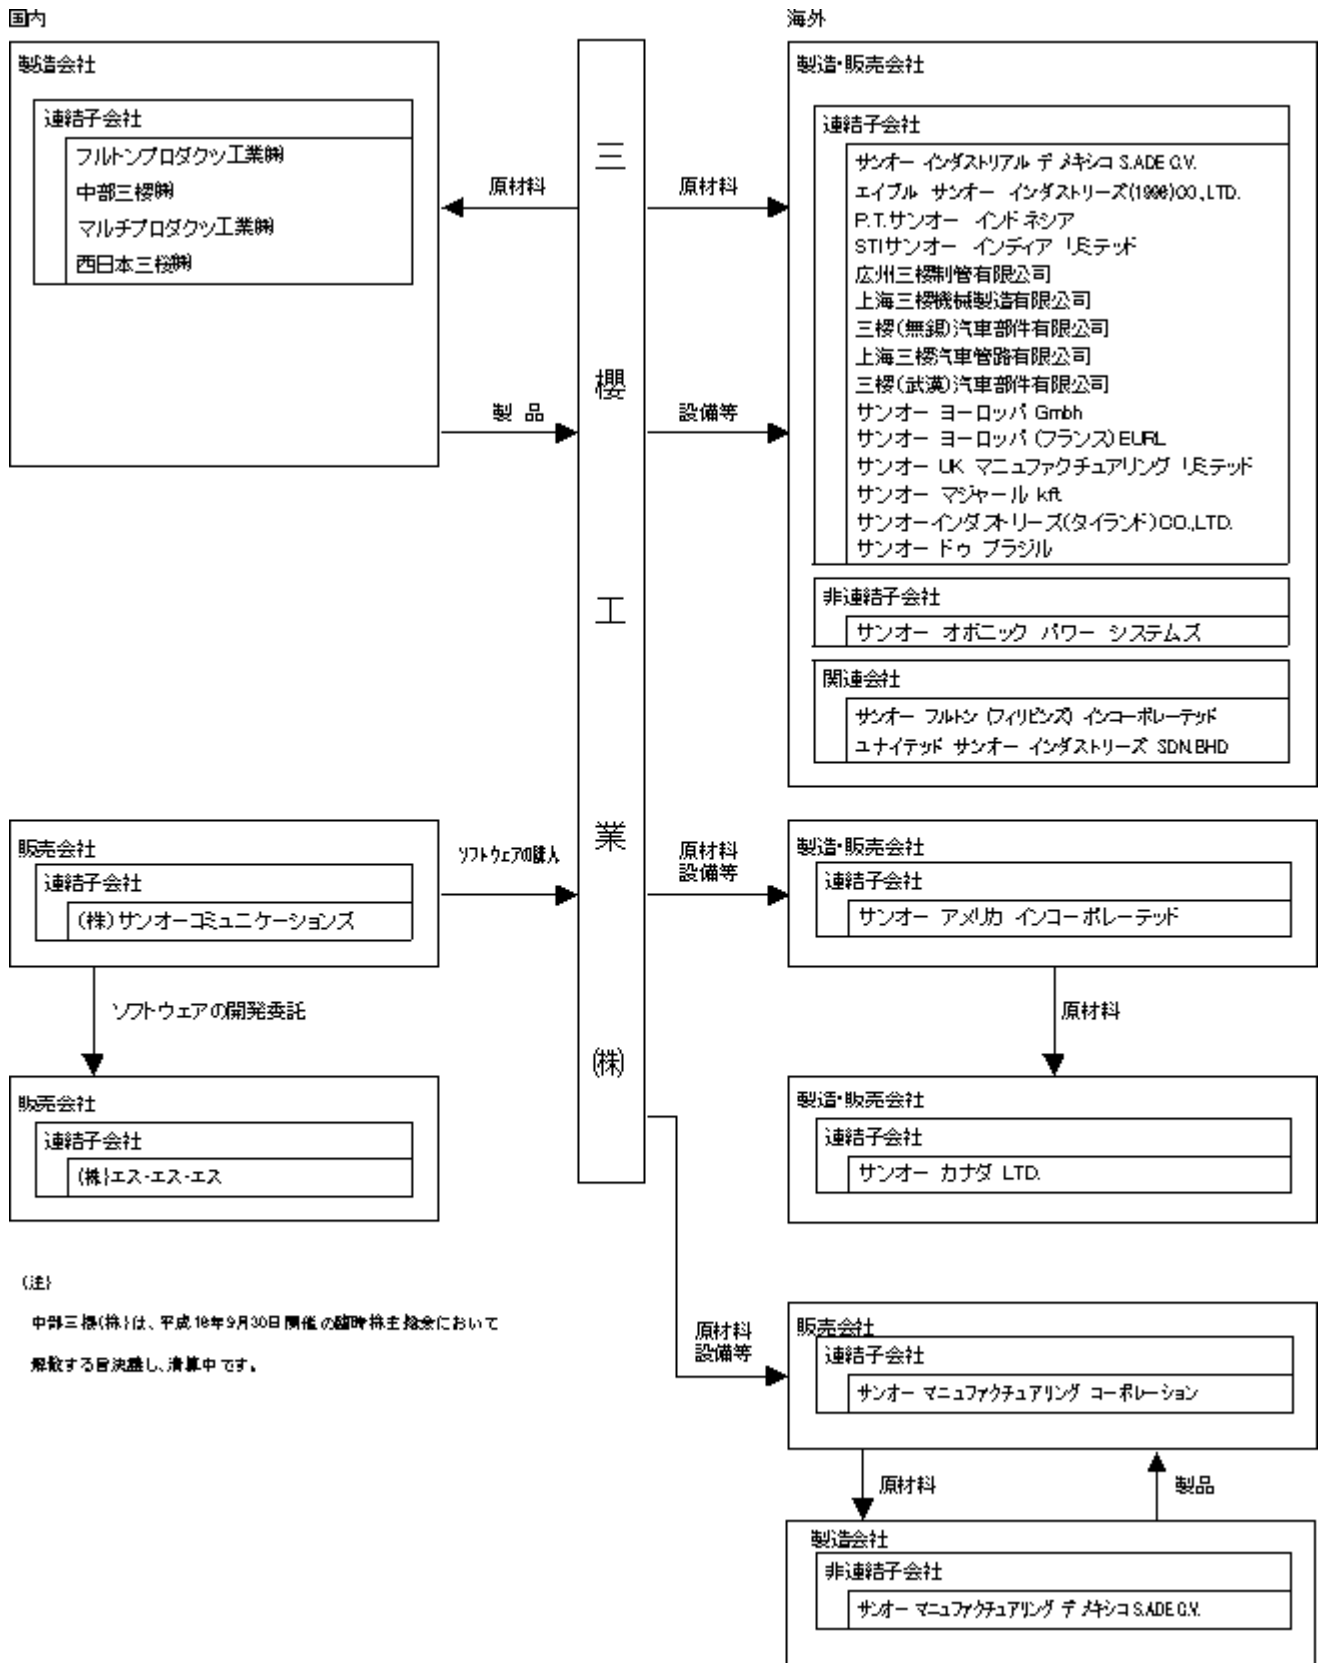 国内
製造会社
連結子会社
フルトンプロダクツ工業㈱
中部三櫻㈱
マルチプロダクツ工業㈱
西日本三桜㈱
原材料
製 品
販売会社
連結子会社
(株)サンオーコミュニケーションズ
ソフトウェアの購入
ソフトウェアの開発委託
販売会社
連結子会社
(株)エス・エス・エス
三櫻工業㈱
海外
製造・販売会社
原材料
設備等
連結子会社
サンオー インダストリアル デ メキシコ S.A DE C.V.
エイブル サンオー インダストリーズ(1996)CO.,LTD.
P.T.サンオー インドネシア
STIサンオー インディア リミテッド
広州三櫻制管有限公司
上海三櫻機械製造有限公司
三櫻(無錫)汽車部件有限公司
上海三櫻汽車管路有限公司
三櫻(武漢)汽車部件有限公司
サンオー ヨーロッパ Gmbh
サンオー ヨーロッパ (フランス) EURL
サンオー UK マニュファクチュアリング リミテッド
サンオー マジャール kft
サンオーインダストリーズ(タイランド)CO.,LTD.
サンオー ドゥ ブラジル
非連結子会社
サンオー オボニック パワー システムズ
関連会社
サンオー フルトン (フィリピンズ) インコーポレーテッド
ユナイテッド サンオー インダストリーズ SDN.BHD
原材料
設備等
製造・販売会社
連結子会社
サンオー アメリカ インコーポレーテッド
原材料
製造・販売会社
連結子会社
サンオー カナダ LTD.
原材料
設備等
販売会社
連結子会社
サンオー マニュファクチュアリング コーポレーション
原材料
製品
製造会社
非連結子会社
サンオー マニュファクチュアリング デ メキシコ S.A DE C.V.
(注)
中部三櫻(株)は、平成18年9月30日開催の臨時株主総会において
解散する旨決議し、清算中です。